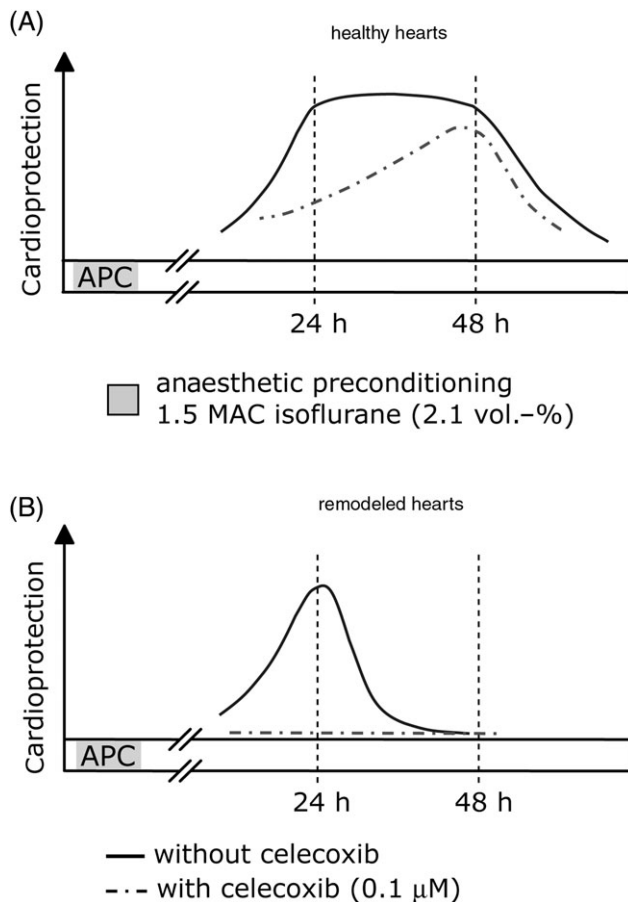 (A)
healthy hearts
Cardioprotection
APC
24 h
48 h
anaesthetic preconditioning
1.5 MAC isoflurane (2.1 vol.–%)
(B)
remodeled hearts
Cardioprotection
APC
24 h
48 h
without celecoxib
with celecoxib (0.1 μM)